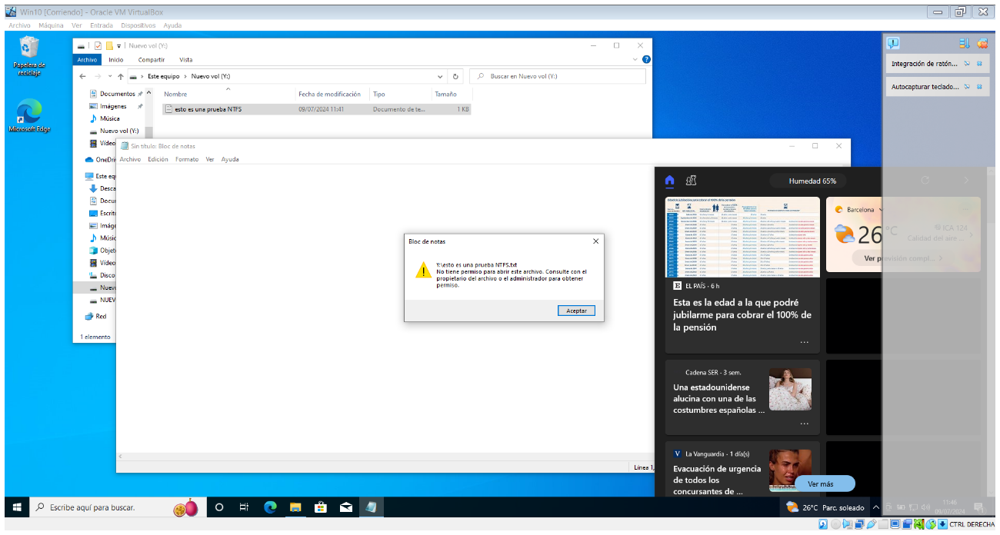 Win10 [Corriendo] - Oracle VM VirtualBox
Archivo Máquina Ver Entrada Dispositivos Ayuda
Papelera de
reciclaje
Microsoft Edge
Nuevo vol (Y:)
Archivo Inicio Compartir Vista
Este equipo > Nuevo vol (Y:)
Buscar en Nuevo vol (Y:)
Nombre Fecha de modificación Tipo Tamaño
esto es una prueba NTFS 09/07/2024 11:41 Documento de te... 1 KB
Documentos
Imágenes
Música
Nuevo vol (Y:)
Vídeo
OneDri
Este eq
Desca
Docur
Escrito
Imáge
Músic
Objet
Vídeo
Disco
Nuevo
NUEV
Red
1 elemento
Sin título: Bloc de notas
Archivo Edición Formato Ver Ayuda
Bloc de notas
Y:\esto es una prueba NTFS.txt
No tiene permiso para abrir este archivo. Consulte con el
propietario del archivo o el administrador para obtener
permiso.
Aceptar
Línea 1,
Integración de ratón...
Autocapturar teclado...
Humedad 65%
EL PAÍS · 6 h
Esta es la edad a la que podré
jubilarme para cobrar el 100% de
la pensión
...
Barcelona
26 °C
ICA 124
Calidad del aire ...
Ver previsión compl... >
Cadena SER · 3 sem.
Una estadounidense
alucina con una de las
costumbres españolas ...
...
La Vanguardia · 1 día(s)
Evacuación de urgencia
de todos los
concursantes de ...
Ver más
Escribe aquí para buscar.
26°C Parc. soleado
11:46
09/07/2024
CTRL DERECHA